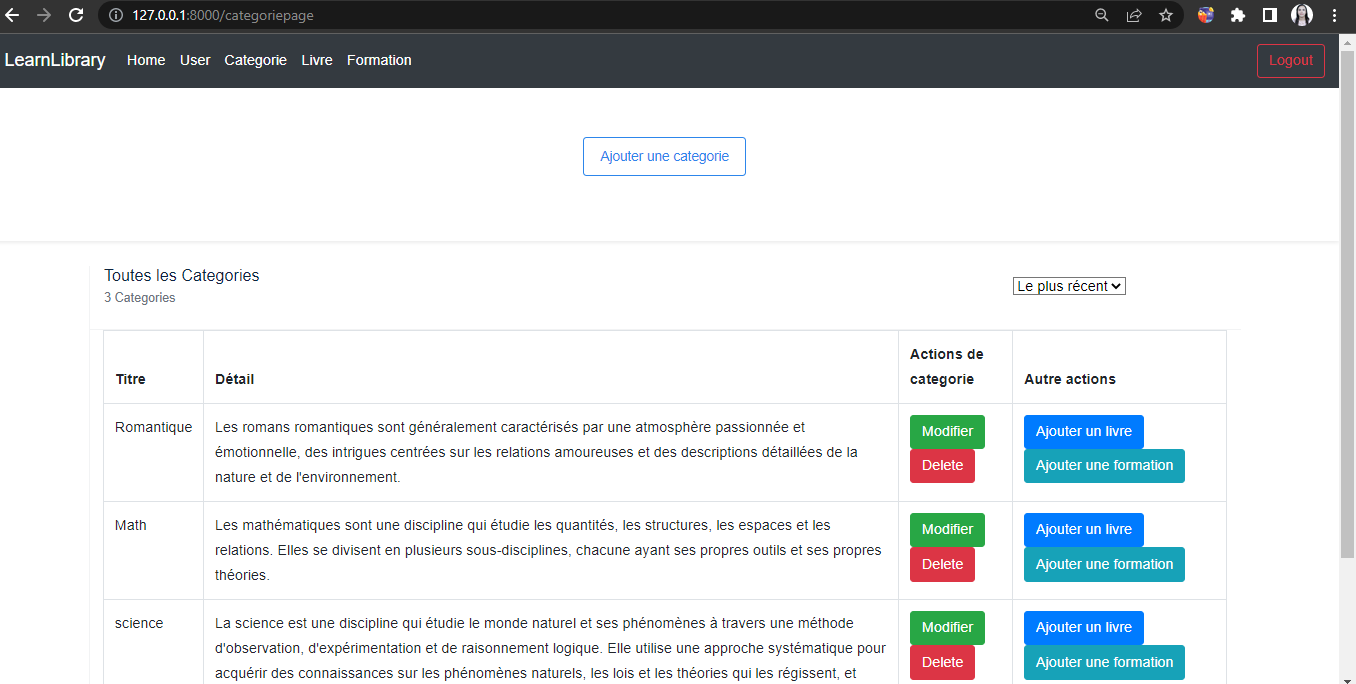 127.0.0.1:8000/categoriepage
LearnLibrary Home User Categorie Livre Formation Logout
Ajouter une categorie
Toutes les Categories
3 Categories
Le plus récent
Titre Détail Actions de categorie Autre actions
Romantique
Les romans romantiques sont généralement caractérisés par une atmosphère passionnée et
émotionnelle, des intrigues centrées sur les relations amoureuses et des descriptions détaillées de la
nature et de l'environnement.
Modifier
Delete
Ajouter un livre
Ajouter une formation
Math
Les mathématiques sont une discipline qui étudie les quantités, les structures, les espaces et les
relations. Elles se divisent en plusieurs sous-disciplines, chacune ayant ses propres outils et ses propres
théories.
Modifier
Delete
Ajouter un livre
Ajouter une formation
science
La science est une discipline qui étudie le monde naturel et ses phénomènes à travers une méthode
d'observation, d'expérimentation et de raisonnement logique. Elle utilise une approche systématique pour
acquérir des connaissances sur les phénomènes naturels, les lois et les théories qui les régissent, et
Modifier
Delete
Ajouter un livre
Ajouter une formation